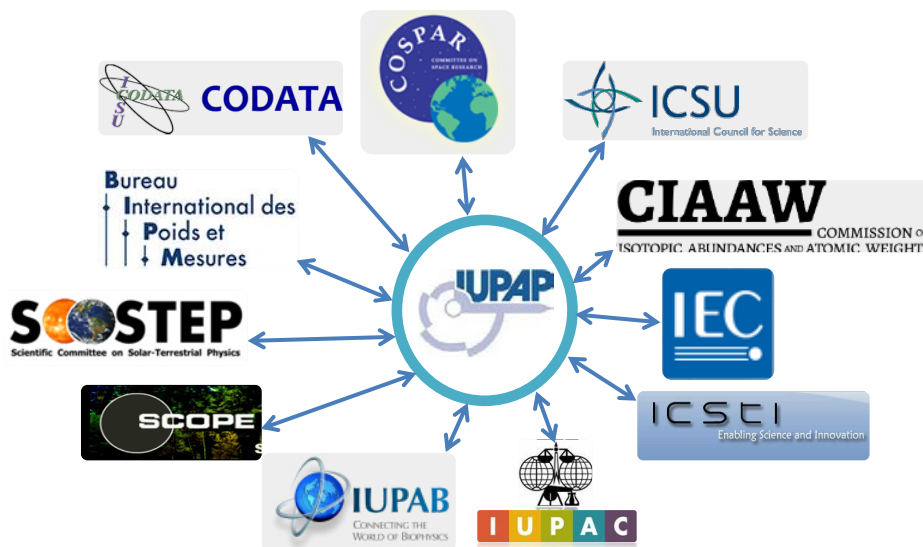 COSPAR
COMMITTEE ON
SPACE RESEARCH
ICSU
CODATA
CODATA
ICSU
International Council for Science
Bureau
International des
Poids et
Mesures
CIAAW
COMMISSION O
ISOTOPIC ABUNDANCES AND ATOMIC WEIGHT
IUPAP
IEC
SCOSTEP
Scientific Committee on Solar-Terrestrial Physics
SCOPE
S
ICSTI
Enabling Science and Innovation
IUPAB
CONNECTING THE
WORLD OF BIOPHYSICS
IUPAC